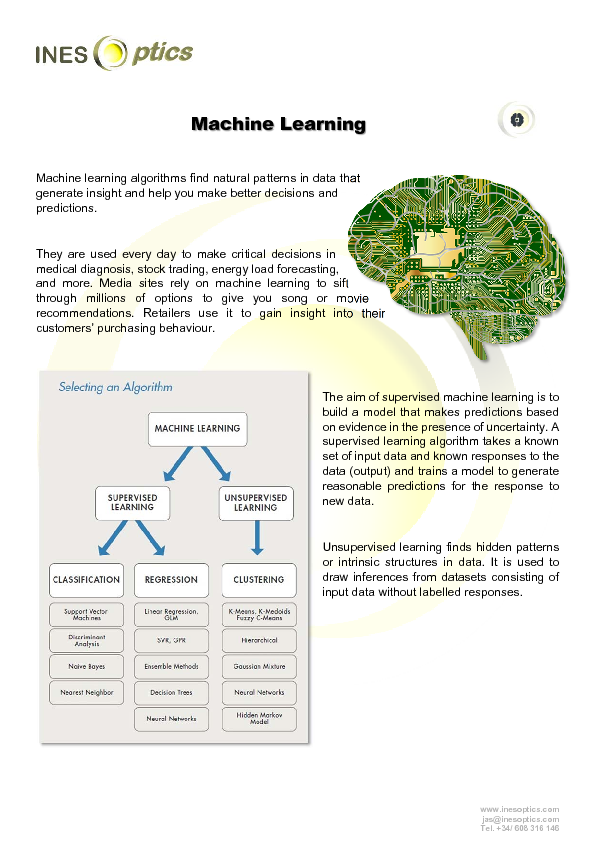 INES Optics
Machine Learning
Machine learning algorithms find natural patterns in data that
generate insight and help you make better decisions and
predictions.
They are used every day to make critical decisions in
medical diagnosis, stock trading, energy load forecasting,
and more. Media sites rely on machine learning to sift
through millions of options to give you song or movie
recommendations. Retailers use it to gain insight into their
customers' purchasing behaviour.
Selecting an Algorithm
MACHINE LEARNING
SUPERVISED
LEARNING
UNSUPERVISED
LEARNING
CLASSIFICATION
REGRESSION
CLUSTERING
Support Vector
Machines
Linear Regression,
GLM
K-Means, K-Medoids
Fuzzy C-Means
Discriminant
Analysis
SVR, GPR
Hierarchical
Naive Bayes
Ensemble Methods
Gaussian Mixture
Nearest Neighbor
Decision Trees
Neural Networks
Neural Networks
Hidden Markov
Model
The aim of supervised machine learning is to
build a model that makes predictions based
on evidence in the presence of uncertainty. A
supervised learning algorithm takes a known
set of input data and known responses to the
data (output) and trains a model to generate
reasonable predictions for the response to
new data.
Unsupervised learning finds hidden patterns
or intrinsic structures in data. It is used to
draw inferences from datasets consisting of
input data without labelled responses.
www.inesoptics.com
jas@inesoptics.com
Tel. +34/ 608 316 146